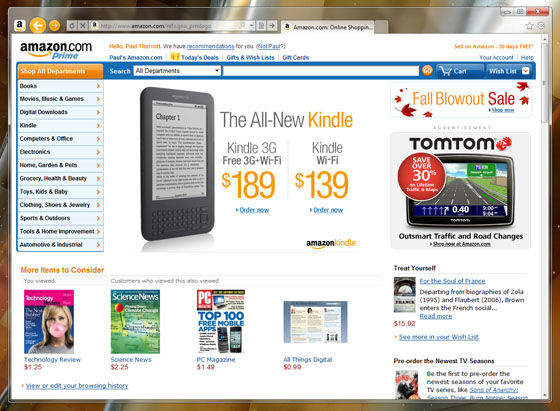 http://www.amazon.com/ref=gno_prmlogo
Amazon.com: Online Shoppin...
amazon.com
Prime
Hello, Paul Thurrott. We have recommendations for you. (Not Paul?)
Sell on Amazon - 30 days FREE*
Paul's Amazon.com
Today's Deals
Gifts & Wish Lists
Gift Cards
Your Account
Help
Shop All Departments
Search
All Departments
GO
Cart
Wish List
Books
Movies, Music & Games
Digital Downloads
Kindle
Computers & Office
Electronics
Home, Garden & Pets
Grocery, Health & Beauty
Toys, Kids & Baby
Clothing, Shoes & Jewelry
Sports & Outdoors
Tools & Home Improvement
Automotive & Industrial
Chapter 1
The All-New Kindle
Kindle 3G
Free 3G+Wi-Fi
$189
Order now
Kindle
Wi-Fi
$139
Order now
amazonkindle
Fall Blowout Sale
Shop now
ADVERTISEMENT
TOMTOM
SAVE
OVER
30%
on Lifetime
Traffic & Maps
Outsmart Traffic and Road Changes
Shop now at Amazon.com
More Items to Consider
You viewed
Customers who viewed this also viewed
Technology
Review
ScienceNews
PC
MAGAZINE
TOP
100
FREE
MOBILE
APPS
Technology Review
$1.25
Science News
$2.25
PC Magazine
$1.49
All Things Digital
$0.99
View or edit your browsing history
Treat Yourself
For the Soul of France
Departing from biographies of Zola
(1995) and Flaubert (2006), Brown
enters the French social...
Read more
$15.92
See more in your Wish List
Pre-order the Newest TV Seasons
Be the first to pre-order the
newest seasons of your favorite
TV series, like Sons of Anarchy: